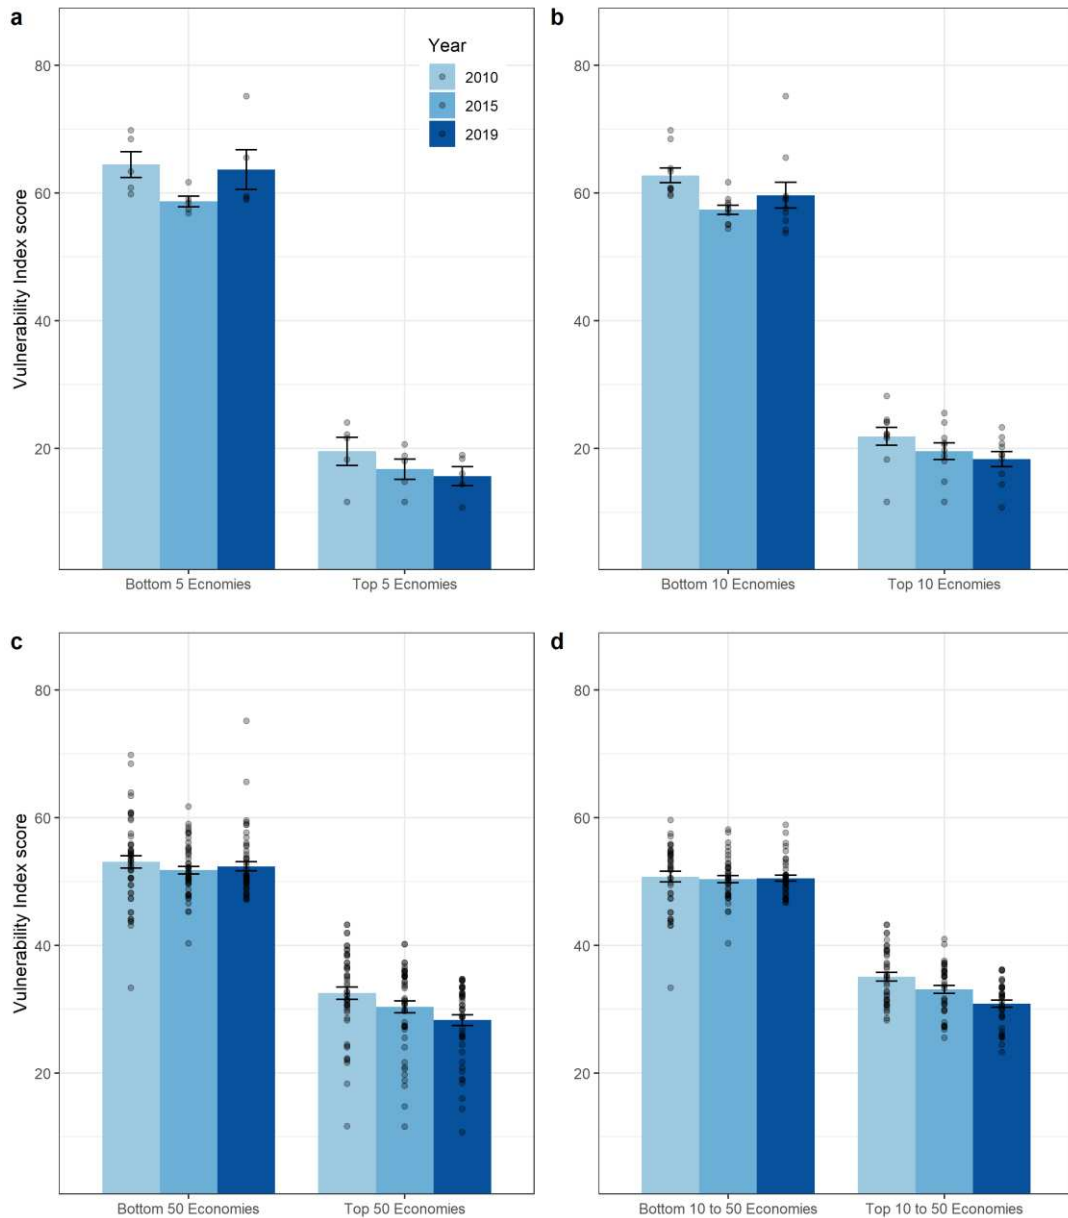 a
Vulnerability Index score
80
60
40
20
Year
2010
2015
2019
Bottom 5 Ecnomies
Top 5 Ecnomies
b
80
60
40
20
Bottom 10 Ecnomies
Top 10 Ecnomies
c
Vulnerability Index score
80
60
40
20
Bottom 50 Economies
Top 50 Economies
d
80
60
40
20
Bottom 10 to 50 Economies
Top 10 to 50 Economies